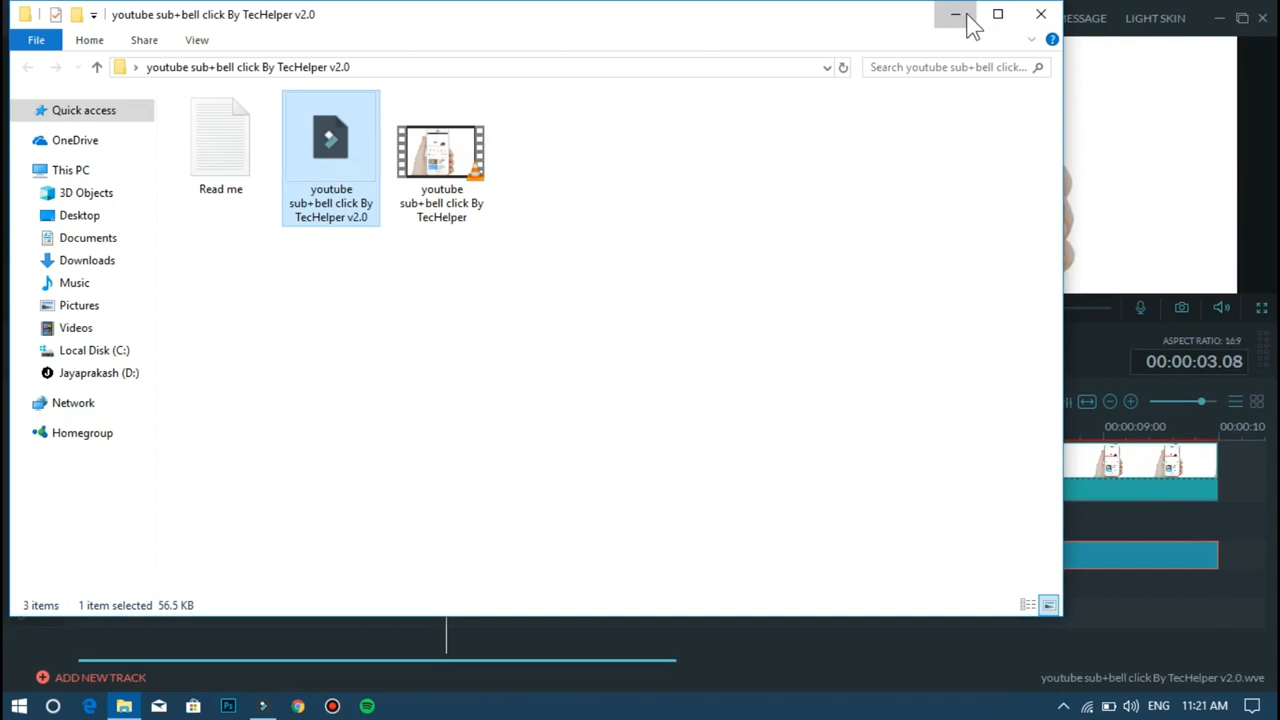 youtube sub+bell click By TecHelper v2.0
MESSAGE LIGHT SKIN
File Home Share View
youtube sub+bell click By TecHelper v2.0
Search youtube sub+bell click...
Quick access
OneDrive
This PC
3D Objects
Desktop
Documents
Downloads
Music
Pictures
Videos
Local Disk (C:)
Jayaprakash (D:)
Network
Homegroup
Read me
youtube
sub+bell click By
TecHelper v2.0
youtube
sub+bell click By
TecHelper
ASPECT RATIO: 16:9
00:00:03.08
00:00:09:00 00:00:10
3 items 1 item selected 56.5 KB
ADD NEW TRACK
youtube sub+bell click By TecHelper v2.0.wve
ENG 11:21 AM